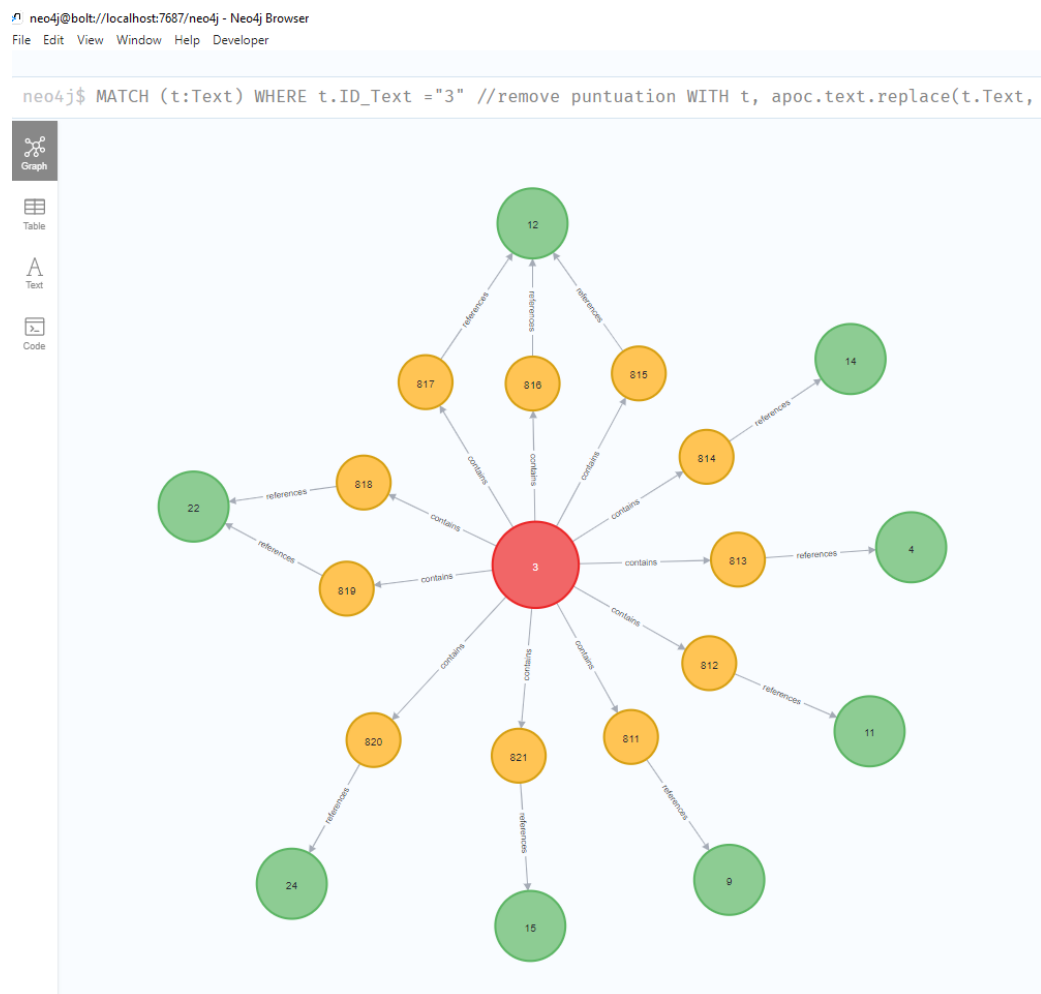 neo4j@bolt://localhost:7687/neo4j - Neo4j Browser
File Edit View Window Help Developer
neo4j$ MATCH (t:Text) WHERE t.ID_Text ="3" //remove puntuation WITH t, apoc.text.replace(t.Text,
Graph
Table
Text
Code
12
references
references
references
817
816
815
14
references
814
contains
contains
contains
contains
818
references
22
references
contains
819
contains
3
contains
813
references
4
contains
812
references
11
contains
820
references
24
contains
821
references
15
contains
811
references
9